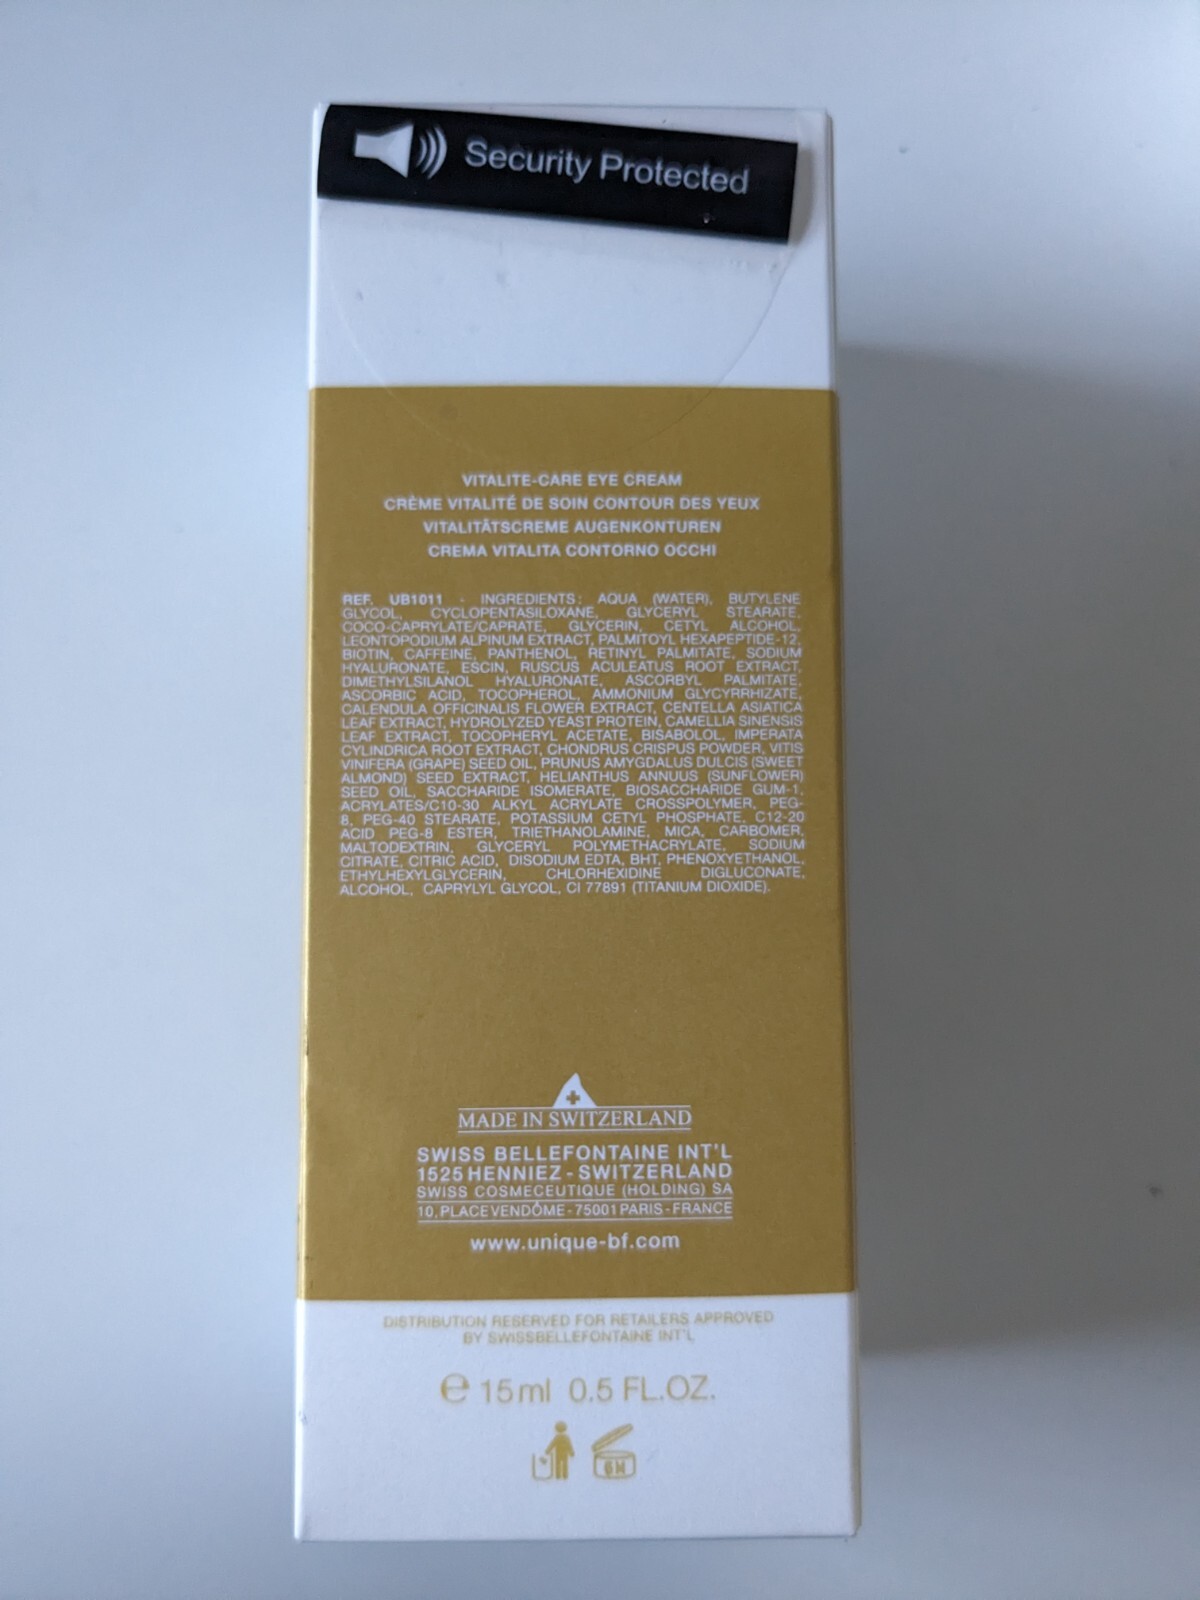 Security Protected
VITALITE-CARE EYE CREAM
CRÈME VITALITÉ DE SOIN CONTOUR DES YEUX
VITALITÄTSCREME AUGENKONTUREN
CREMA VITALITA CONTORNO OCCHI
REF. UB1011 - INGREDIENTS: AQUA (WATER), BUTYLENE
GLYCOL, CYCLOPENTASILOXANE, GLYCERYL STEARATE,
COCO-CAPRYLATE/CAPRATE, GLYCERIN, CETYL ALCOHOL,
LEONTOPODIUM ALPINUM EXTRACT, PALMITOYL HEXAPEPTIDE-12,
BIOTIN, CAFFEINE, PANTHENOL, RETINYL PALMITATE, SODIUM
HYALURONATE, ESCIN, RUSCUS ACULEATUS ROOT EXTRACT,
DIMETHYLSILANOL HYALURONATE, ASCORBYL PALMITATE,
ASCORBIC ACID, TOCOPHEROL, AMMONIUM GLYCYRRHIZATE,
CALENDULA OFFICINALIS FLOWER EXTRACT, CENTELLA ASIATICA
LEAF EXTRACT, HYDROLYZED YEAST PROTEIN, CAMELLIA SINENSIS
LEAF EXTRACT, TOCOPHERYL ACETATE, BISABOLOL, IMPERATA
CYLINDRICA ROOT EXTRACT, CHONDRUS CRISPUS POWDER, VITIS
VINIFERA (GRAPE) SEED OIL, PRUNUS AMYGDALUS DULCIS (SWEET
ALMOND) SEED EXTRACT, HELIANTHUS ANNUUS (SUNFLOWER)
SEED OIL, SACCHARIDE ISOMERATE, BIOSACCHARIDE GUM-1,
ACRYLATES/C10-30 ALKYL ACRYLATE CROSSPOLYMER, PEG-
8, PEG-40 STEARATE, POTASSIUM CETYL PHOSPHATE, C12-20
ACID PEG-8 ESTER, TRIETHANOLAMINE, MICA, CARBOMER,
MALTODEXTRIN, GLYCERYL POLYMETHACRYLATE, SODIUM
CITRATE, CITRIC ACID, DISODIUM EDTA, BHT, PHENOXYETHANOL,
ETHYLHEXYLGLYCERIN, CHLORHEXIDINE DIGLUCONATE,
ALCOHOL, CAPRYLYL GLYCOL, CI 77891 (TITANIUM DIOXIDE).
MADE IN SWITZERLAND
SWISS BELLEFONTAINE INT'L
1525 HENNIEZ - SWITZERLAND
SWISS COSMECEUTIQUE (HOLDING) SA
10, PLACE VENDÔME - 75001 PARIS - FRANCE
www.unique-bf.com
DISTRIBUTION RESERVED FOR RETAILERS APPROVED
BY SWISSBELLEFONTAINE INT'L
℮ 15ml 0.5 FL.OZ.
6M